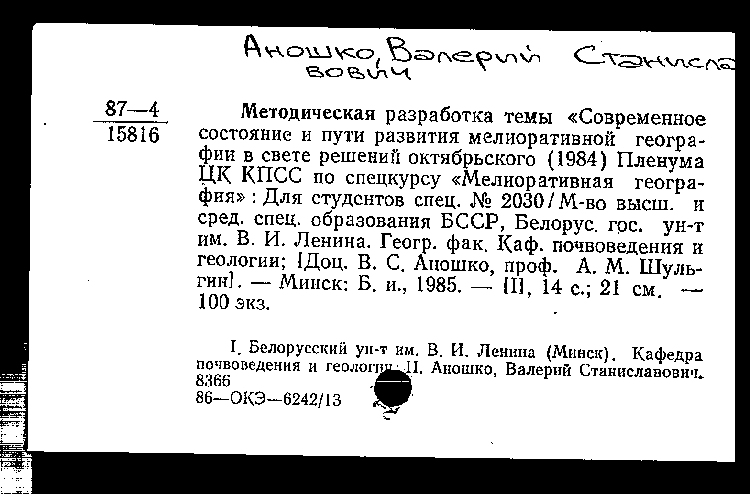 Аношко, Валерий Станисла
вович
87—4
15816
Методическая разработка темы «Современное
состояние и пути развития мелиоративной геогра-
фии в свете решений октябрьского (1984) Пленума
ЦК КПСС по спецкурсу «Мелиоративная геогра-
фия» : Для студентов спец. № 2030/М-во высш. и
сред. спец. образования БССР, Белорус. гос. ун-т
им. В. И. Ленина. Геогр. фак. Каф. почвоведения и
геологии; [Доц. В. С. Аношко, проф. А. М. Шуль-
гин]. — Минск: Б. и., 1985. — [1], 14 с.; 21 см. —
100 экз.
I. Белорусский ун-т им. В. И. Ленина (Минск). Кафедра
почвоведения и геологии. II. Аношко, Валерий Станиславович.
8366
86—ОКЭ—6242/13